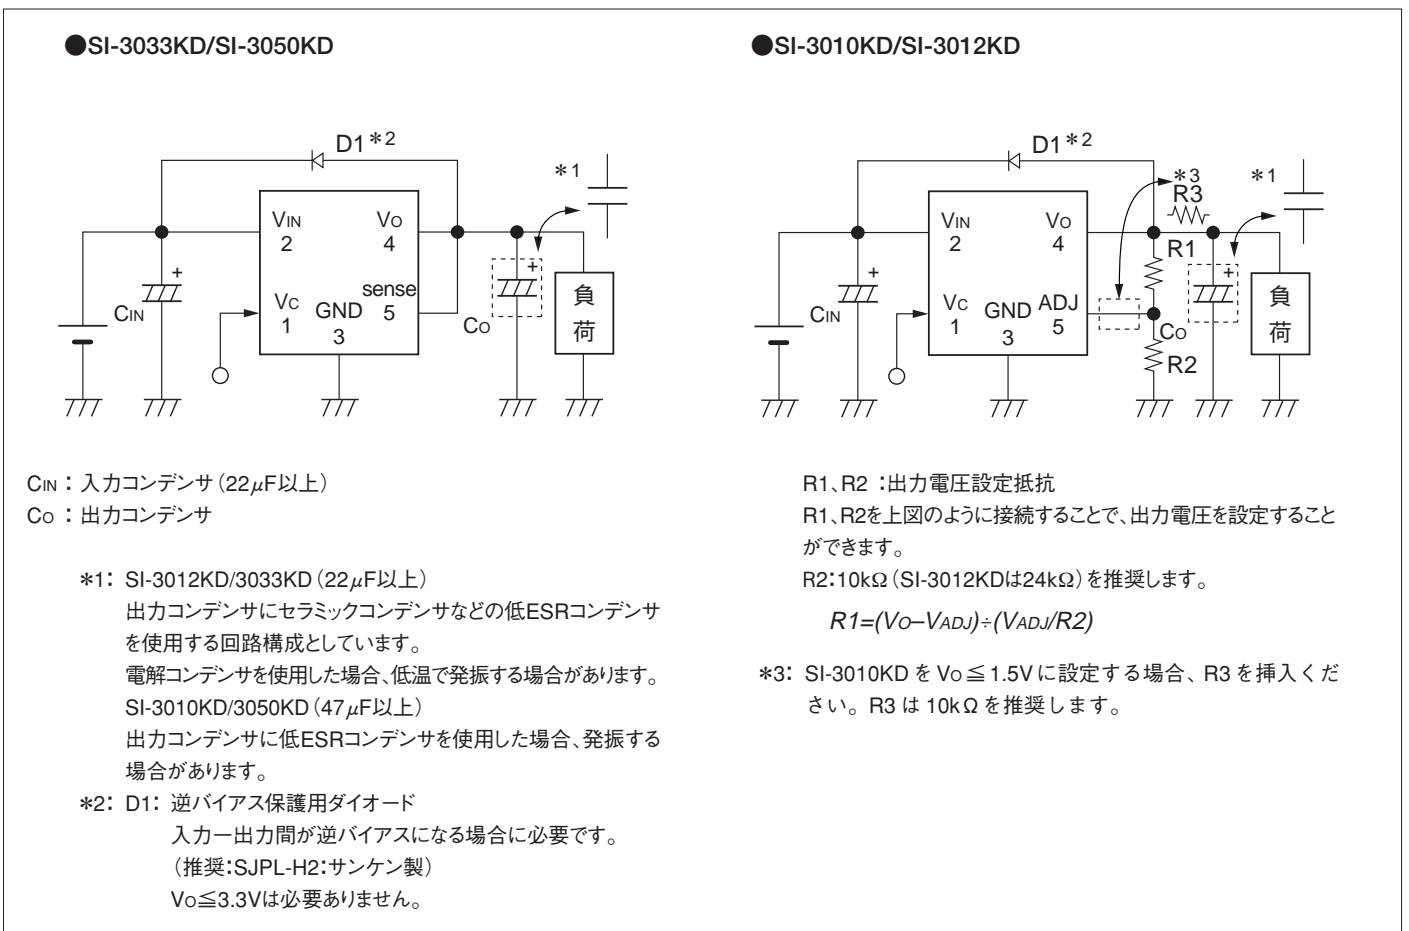 ●SI-3033KD/SI-3050KD
D1*2
*1
VIN
2
VO
4
sense
5
VC
1
GND
3
CIN
+
CO
+
負
荷
●SI-3010KD/SI-3012KD
D1*2
*3
R3
*1
VIN
2
VO
4
R1
ADJ
5
VC
1
GND
3
CIN
+
CO
+
R2
負
荷
CIN：入力コンデンサ（22μF以上）
CO：出力コンデンサ
*1：SI-3012KD/3033KD（22μF以上）
出力コンデンサにセラミックコンデンサなどの低ESRコンデンサ
を使用する回路構成としています。
電解コンデンサを使用した場合、低温で発振する場合があります。
SI-3010KD/3050KD（47μF以上）
出力コンデンサに低ESRコンデンサを使用した場合、発振する
場合があります。
*2：D1：逆バイアス保護用ダイオード
入力ー出力間が逆バイアスになる場合に必要です。
（推奨：SJPL-H2：サンケン製）
VO≦3.3Vは必要ありません。
R1、R2：出力電圧設定抵抗
R1、R2を上図のように接続することで、出力電圧を設定すること
ができます。
R2：10kΩ（SI-3012KDは24kΩ）を推奨します。
R1=(VO–VADJ)÷(VADJ/R2)
*3：SI-3010KD を VO≦1.5V に設定する場合、R3 を挿入くだ
さい。R3 は 10kΩ を推奨します。